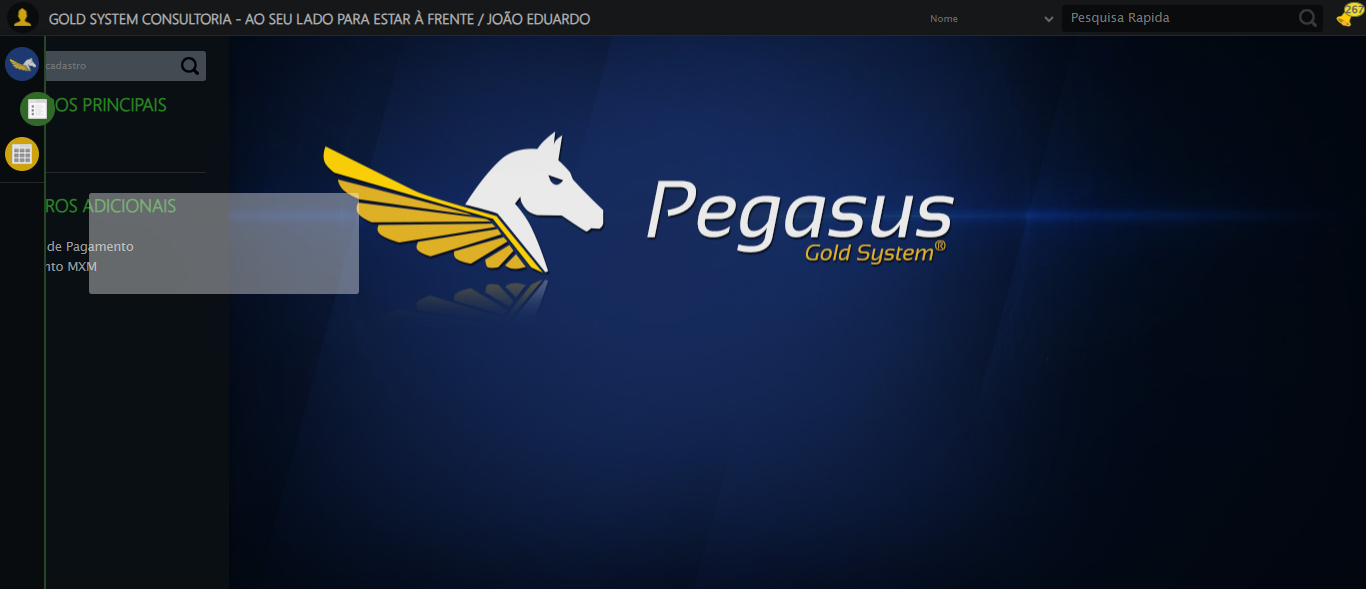 GOLD SYSTEM CONSULTORIA - AO SEU LADO PARA ESTAR À FRENTE / JOÃO EDUARDO
Nome
Pesquisa Rapida
267
cadastro
OS PRINCIPAIS
ROS ADICIONAIS
de Pagamento
nto MXM
Pegasus
Gold System®